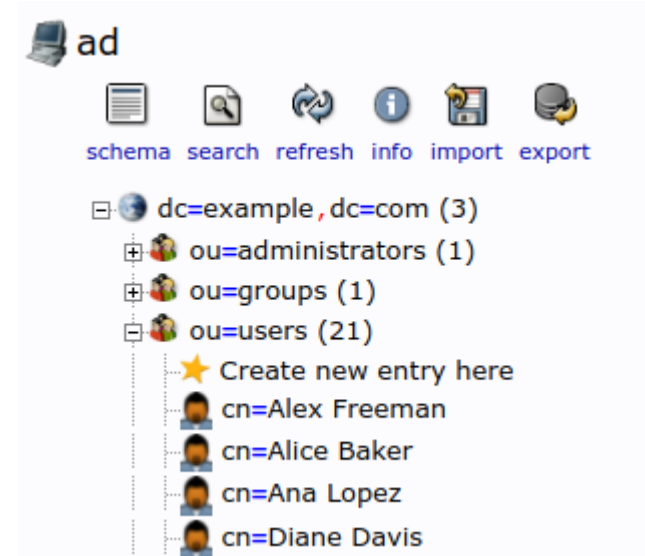 ad
schema search refresh info import export
dc=example,dc=com (3)
ou=administrators (1)
ou=groups (1)
ou=users (21)
Create new entry here
cn=Alex Freeman
cn=Alice Baker
cn=Ana Lopez
cn=Diane Davis